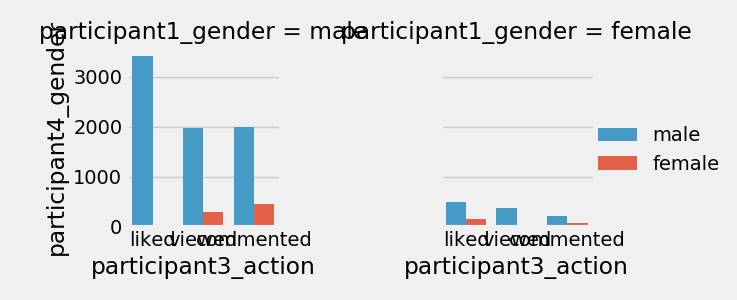 participant1_gender = male
participant1_gender = female
participant4_gender
3000
2000
1000
0
liked
viewed
commented
liked
viewed
commented
participant3_action
participant3_action
male
female